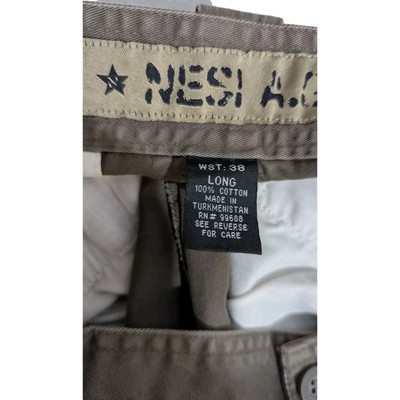 ★ NESI A.G
WST: 38
LONG
100% COTTON
MADE IN
TURKMENISTAN
RN# 99688
SEE REVERSE
FOR CARE